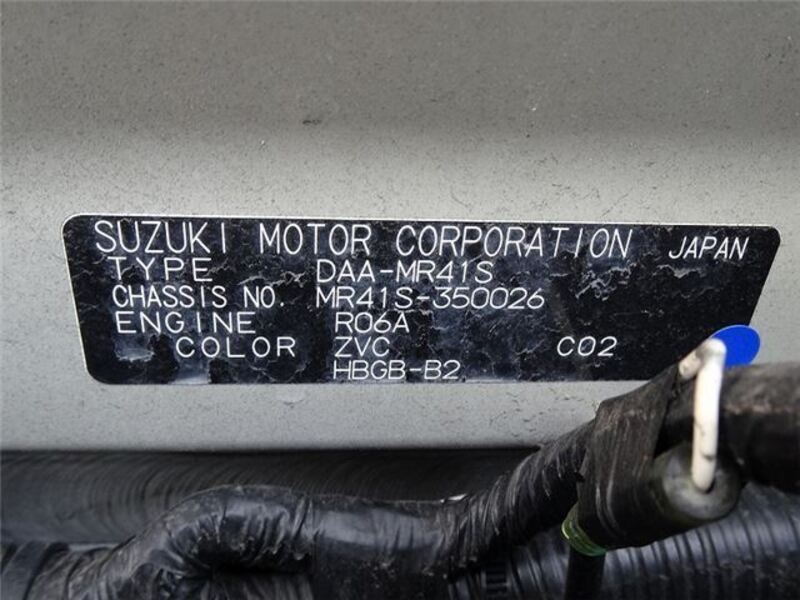 SUZUKI MOTOR CORPORATION JAPAN
TYPE DAA-MR41S
CHASSIS NO. MR41S-350026
ENGINE R06A
COLOR ZVC C02
HBGB-B2